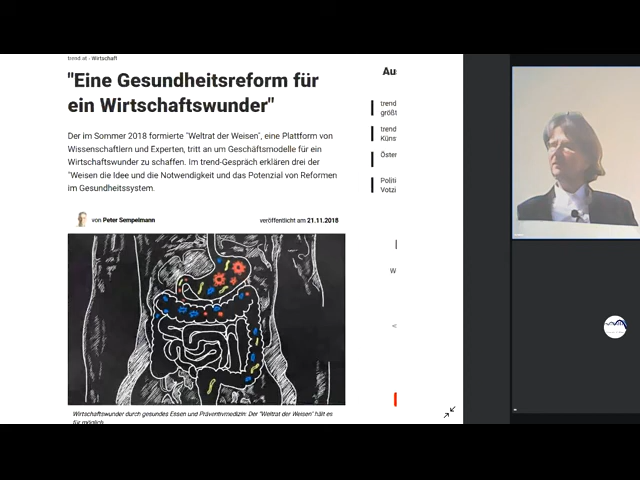 trend.at - Wirtschaft
"Eine Gesundheitsreform für
ein Wirtschaftswunder"
Der im Sommer 2018 formierte "Weltrat der Weisen", eine Plattform von
Wissenschaftlern und Experten, tritt an um Geschäftsmodelle für ein
Wirtschaftswunder zu schaffen. Im trend-Gespräch erklären drei der
"Weisen die Idee und die Notwendigkeit und das Potenzial von Reformen
im Gesundheitssystem.
von Peter Sempelmann
veröffentlicht am 21.11.2018
Wirtschaftswunder durch gesundes Essen und Präventivmedizin: Der "Weltrat der Weisen" hält es
für möglich.
Au
trend
größt
trend
Küns
Öster
Politi
Votzi
W